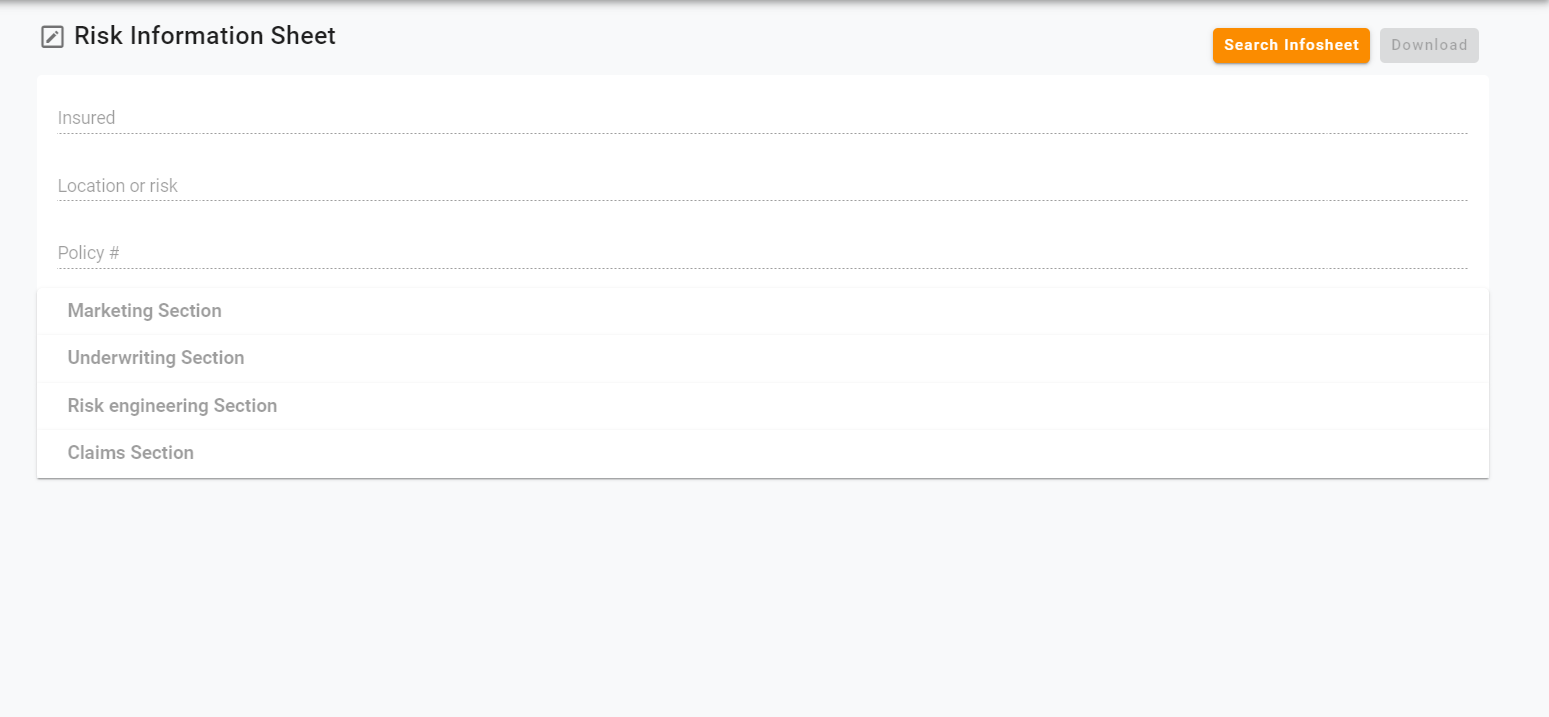 Risk Information Sheet
Search Infosheet
Download
Insured
Location or risk
Policy #
Marketing Section
Underwriting Section
Risk engineering Section
Claims Section